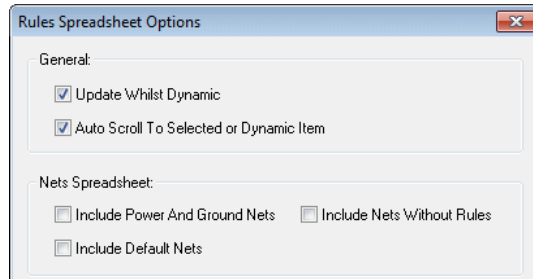 Rules Spreadsheet Options
General:
Update Whilst Dynamic
Auto Scroll To Selected or Dynamic Item
Nets Spreadsheet:
Include Power And Ground Nets Include Nets Without Rules
Include Default Nets